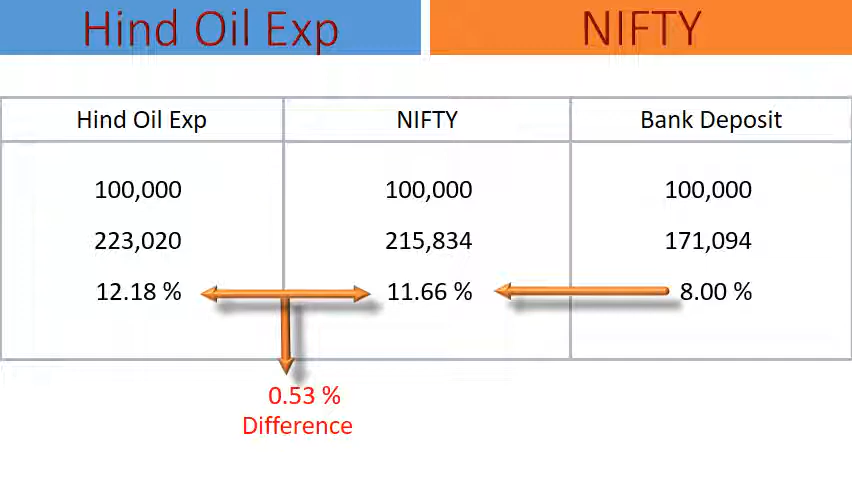 Hind Oil Exp NIFTY
Hind Oil Exp NIFTY Bank Deposit
100,000 100,000 100,000
223,020 215,834 171,094
12.18 % 11.66 % 8.00 %
0.53 %
Difference